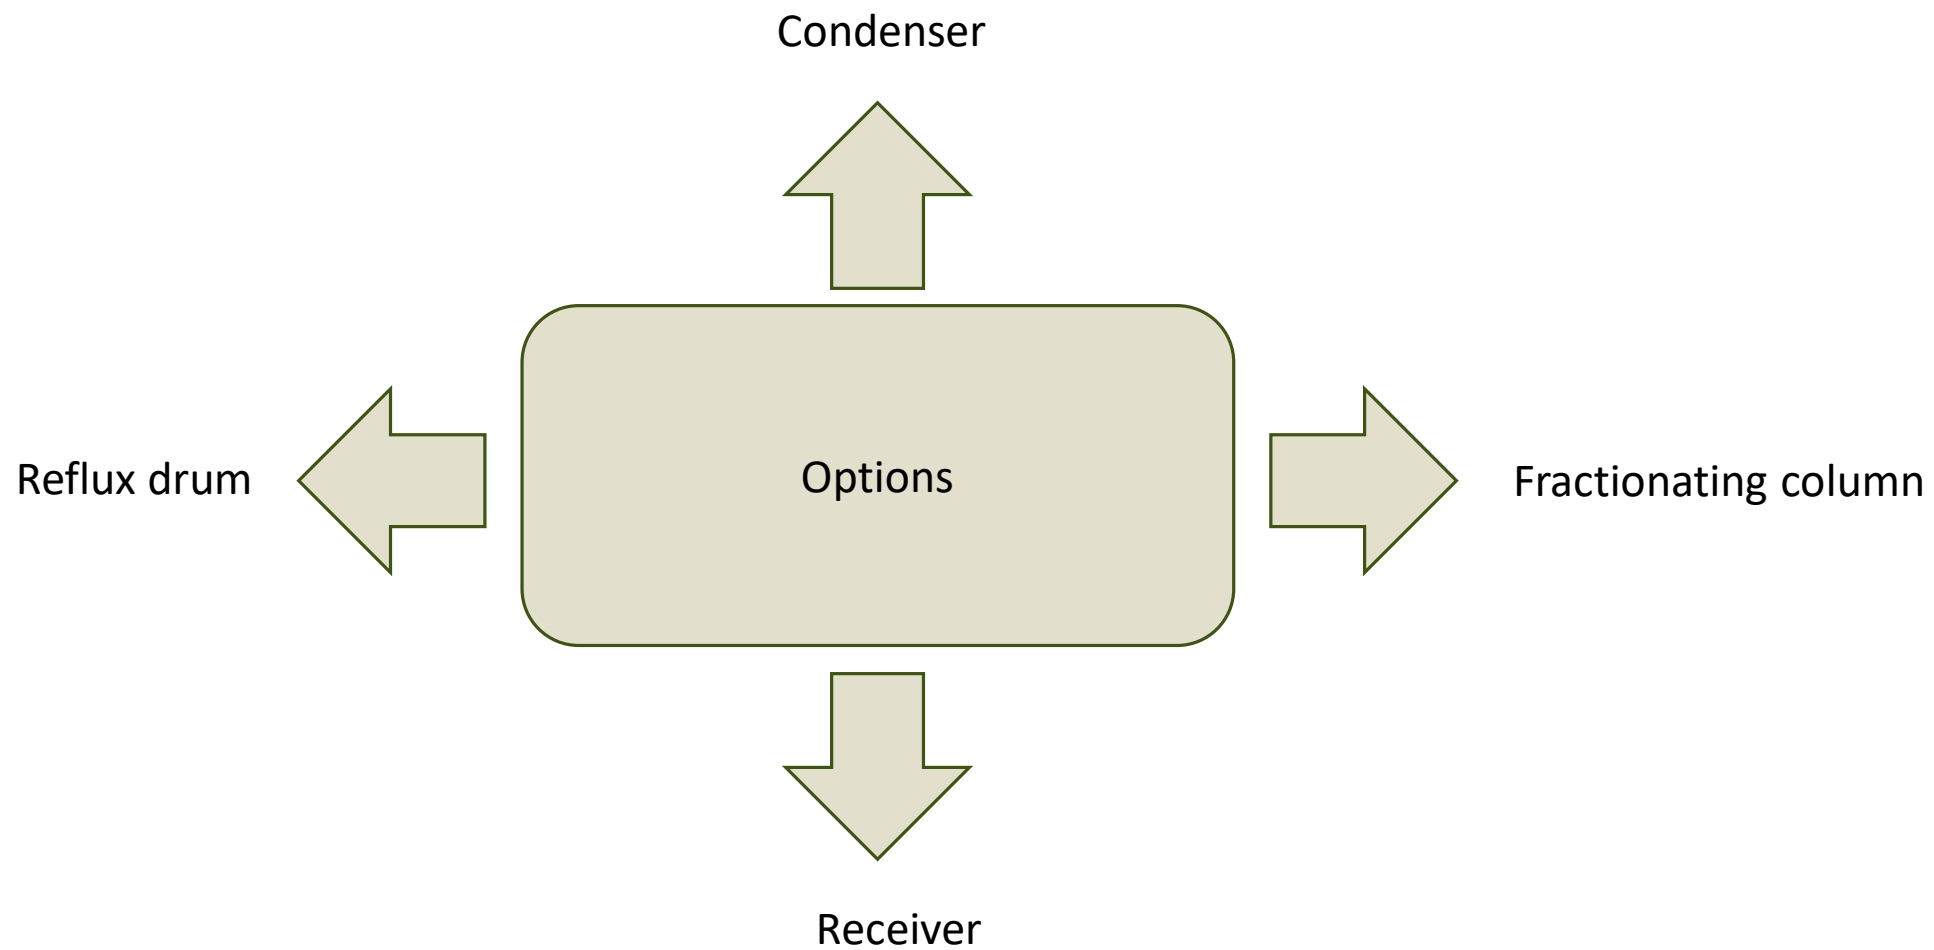 Condenser
Reflux drum
Options
Fractionating column
Receiver